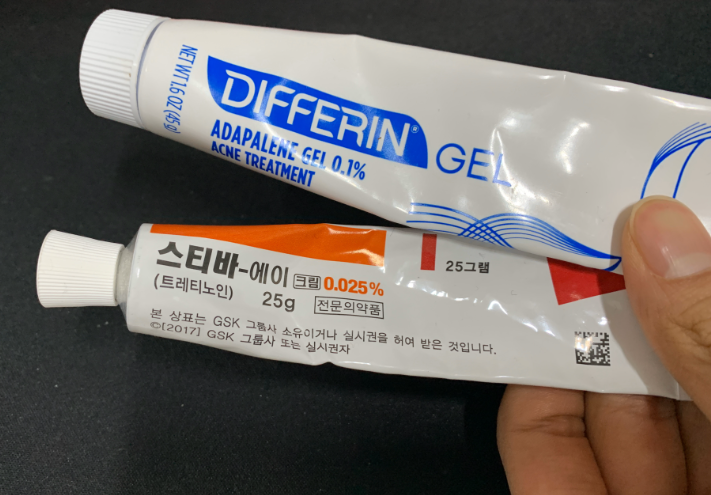 NET WT 1.6 OZ (45 g)
DIFFERIN®
GEL
ADAPALENE GEL 0.1%
ACNE TREATMENT
스티바-에이 크림 0.025%
(트레티노인) 25g 전문의약품
25그램
본 상표는 GSK 그룹사 소유이거나 실시권을 허여 받은 것입니다.
©[2017] GSK 그룹사 또는 실시권자